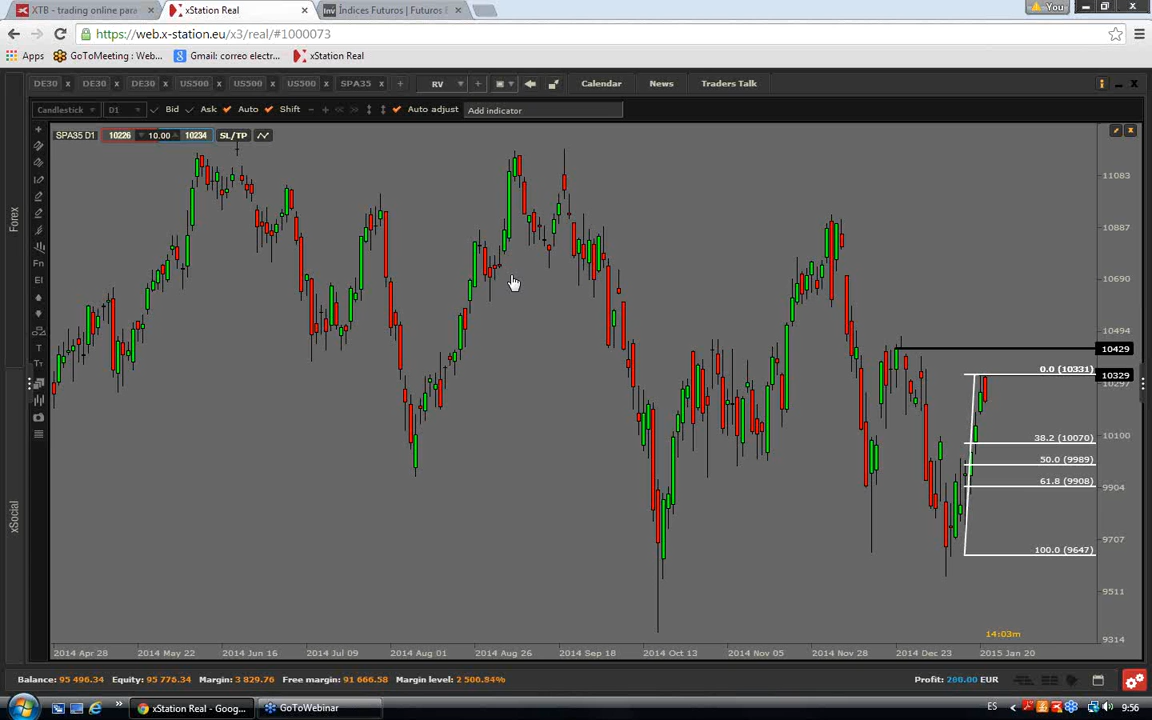 XTB - trading online para
xStation Real
Índices Futuros | Futuros E
You
https://web.x-station.eu/x3/real/#1000073
Apps
GoToMeeting : Web...
Gmail: correo electr...
xStation Real
DE30 DE30 DE30 US500 US500 US500 SPA35 RV Calendar News Traders Talk
Candlestick D1 Bid Ask Auto Shift Auto adjust Add indicator
SPA35 D1 10226 10.00 10234 SL/TP
11083
10887
10690
10494
10429
0.0 (10331)
10329
10297
38.2 (10070)
10100
50.0 (9989)
61.8 (9908)
9904
9707
100.0 (9647)
9511
9314
14:03m
Forex
xSocial
Fn
El
T
2014 Apr 28 2014 May 22 2014 Jun 16 2014 Jul 09 2014 Aug 01 2014 Aug 26 2014 Sep 18 2014 Oct 13 2014 Nov 05 2014 Nov 28 2014 Dec 23 2015 Jan 20
Balance: 95 496.34 Equity: 95 776.34 Margin: 3 829.76 Free margin: 91 666.58 Margin level: 2 500.84% Profit: 280.00 EUR
xStation Real - Goog...
GoToWebinar
ES
9:56